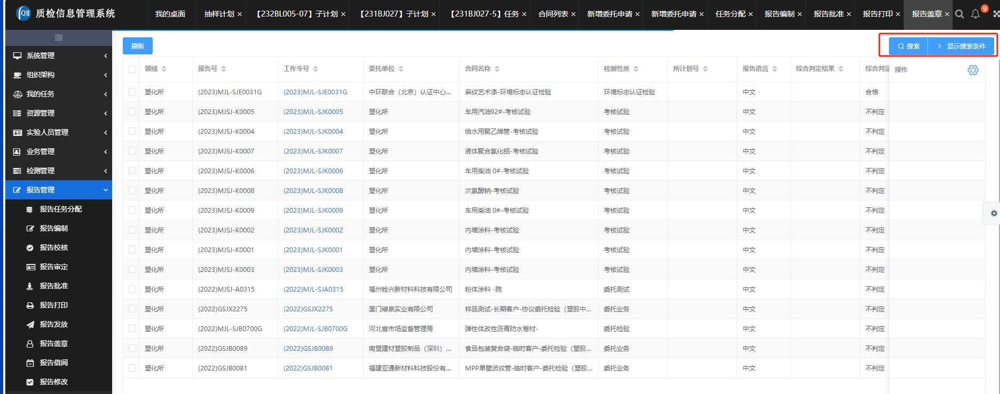 质检信息管理系统
我的桌面
抽样计划 ×
【232BL005-07】子计划 ×
【231BJ027】子计划 ×
【231BJ027-5】任务 ×
合同列表 ×
新增委托申请 ×
新增委托申请 ×
任务分配 ×
报告编制 ×
报告批准 ×
报告打印 ×
报告盖章 ×
9
系统管理
组织架构
我的任务
资源管理
实验人员管理
业务管理
检测管理
报告管理
报告任务分配
报告编制
报告校核
报告审定
报告批准
报告打印
报告发放
报告盖章
报告借阅
报告修改
刷新
搜索
显示搜索条件
领域 报告号 工作令号 委托单位 合同名称 检测性质 所计划号 报告语言 综合判定结果 综合判定 操作
塑化所 (2023)MJL-SJE0031G (2023)MJL-SJE0031G 中环联合（北京）认证中心... 麻纹艺术漆-环境标志认证检验 环境标志认证检验 中文 合格
塑化所 (2023)MJSJ-K0005 (2023)MJL-SJK0005 塑化所 车用汽油92#-考核试验 考核试验 中文 不判定
塑化所 (2023)MJSJ-K0004 (2023)MJL-SJK0004 塑化所 给水用聚乙烯管-考核试验 考核试验 中文 不判定
塑化所 (2023)MJSJ-K0007 (2023)MJL-SJK0007 塑化所 液体聚合氯化铝-考核试验 考核试验 中文 不判定
塑化所 (2023)MJSJ-K0006 (2023)MJL-SJK0006 塑化所 车用柴油 0#-考核试验 考核试验 中文 不判定
塑化所 (2023)MJSJ-K0008 (2023)MJL-SJK0008 塑化所 次氯酸钠-考核试验 考核试验 中文 不判定
塑化所 (2023)MJSJ-K0009 (2023)MJL-SJK0009 塑化所 车用柴油 0#-考核试验 考核试验 中文 不判定
塑化所 (2023)MJSJ-K0002 (2023)MJL-SJK0002 塑化所 内墙涂料-考核试验 考核试验 中文 不判定
塑化所 (2023)MJSJ-K0001 (2023)MJL-SJK0001 塑化所 内墙涂料-考核试验 考核试验 中文 不判定
塑化所 (2023)MJSJ-K0003 (2023)MJL-SJK0003 塑化所 内墙涂料-考核试验 考核试验 中文 不判定
塑化所 (2022)MJSJ-A0315 (2022)MJL-SJA0315 福州铨兴新材料科技有限公司 粉体涂料 -院 委托测试 中文 不判定
塑化所 (2022)GSJX2275 (2022)GSJX2275 厦门绿泉实业有限公司 样品测试-长期客户-协议委托检验（塑胶中... 委托业务 中文 不判定
塑化所 (2022)MJL-SJB0700G (2022)MJL-SJB0700G 河北省市场监督管理局 弹性体改性沥青防水卷材- 委托检验 中文 不判定
塑化所 (2022)GSJB0089 (2022)GSJB0089 南塑建材塑胶制品（深圳）... 食品包装复合袋-临时客户-委托检验（塑胶... 委托业务 中文 不判定
塑化所 (2022)GSJB0081 (2022)GSJB0081 福建亚通新材料科技股份有... MPP单壁波纹管-临时客户-委托检验（塑胶... 委托业务 中文 不判定